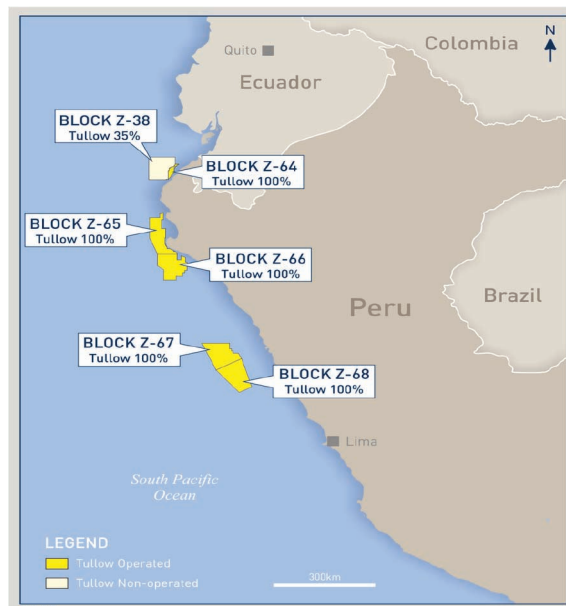 Colombia
N
Quito
Ecuador
BLOCK Z-38
Tullow 35%
BLOCK Z-64
Tullow 100%
BLOCK Z-65
Tullow 100%
BLOCK Z-66
Tullow 100%
Brazil
Peru
BLOCK Z-67
Tullow 100%
BLOCK Z-68
Tullow 100%
Lima
South Pacific
Ocean
LEGEND
Tullow Operated
Tullow Non-operated
300km